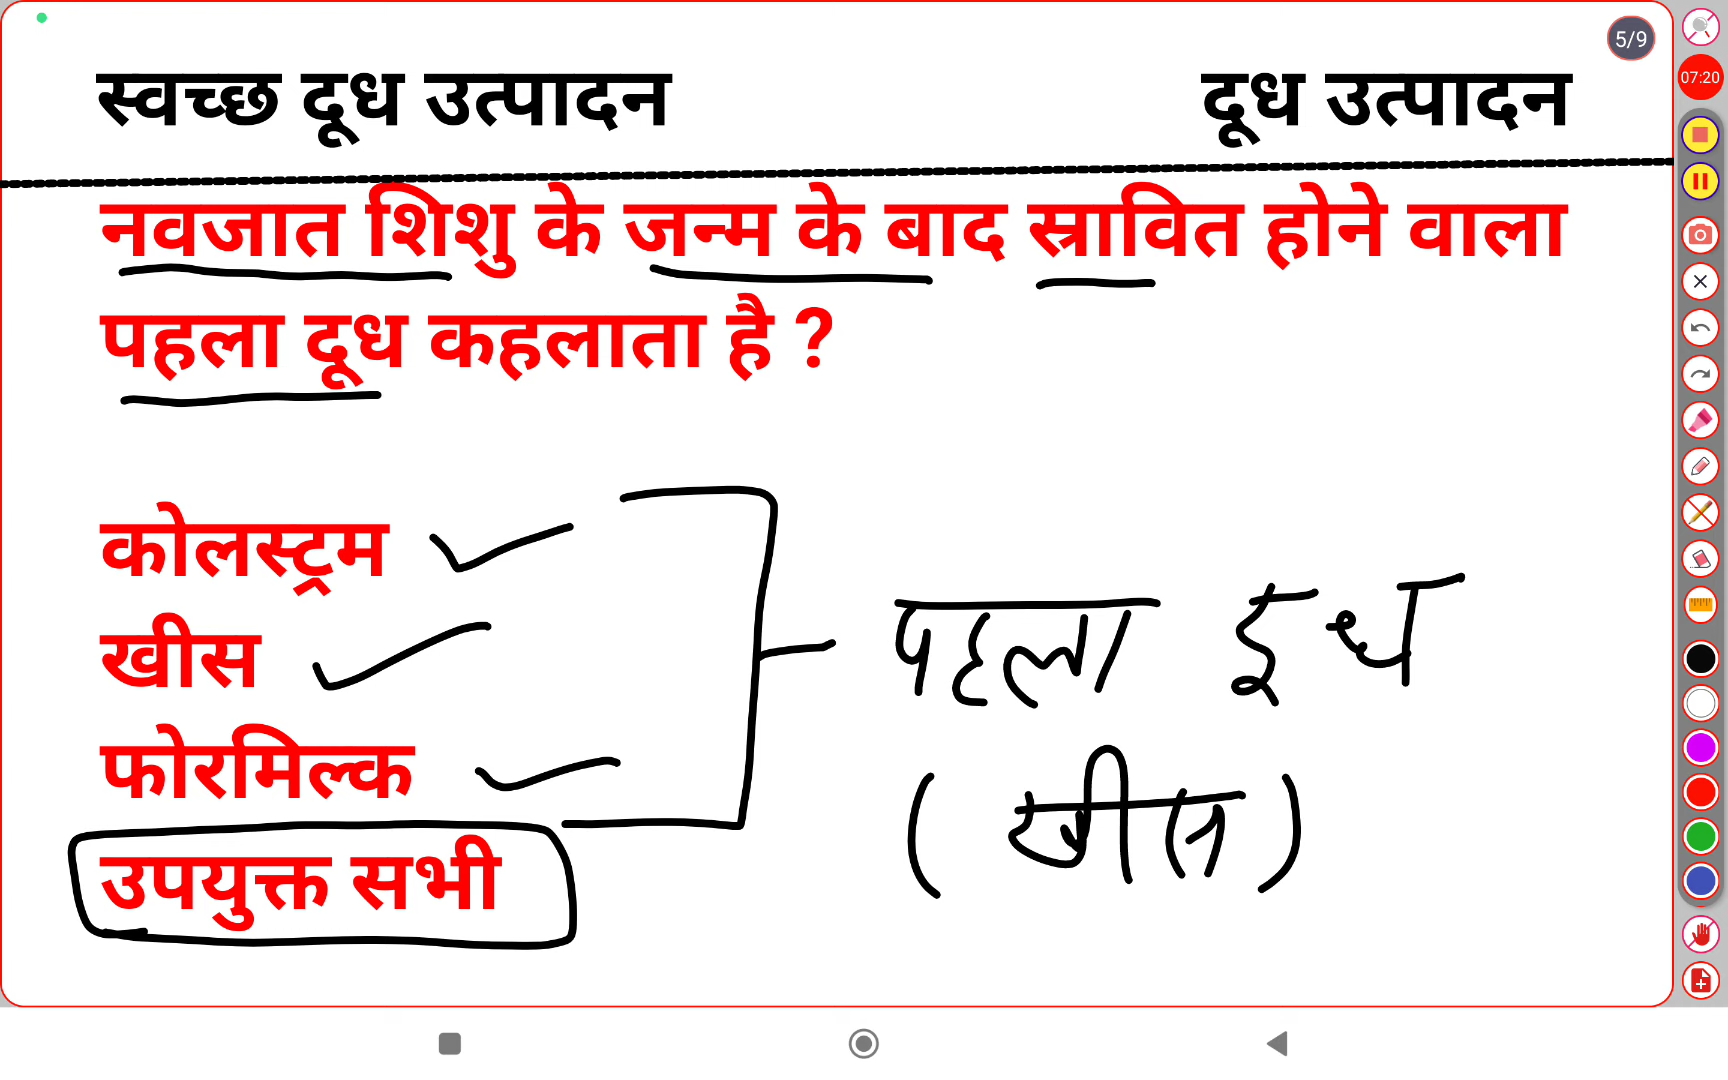 5/9
07:20
स्वच्छ दूध उत्पादन दूध उत्पादन
नवजात शिशु के जन्म के बाद स्रावित होने वाला
पहला दूध कहलाता है ?
कोलस्ट्रम
खीस
फोरमिल्क
उपयुक्त सभी
पहला दूध
(खीस)